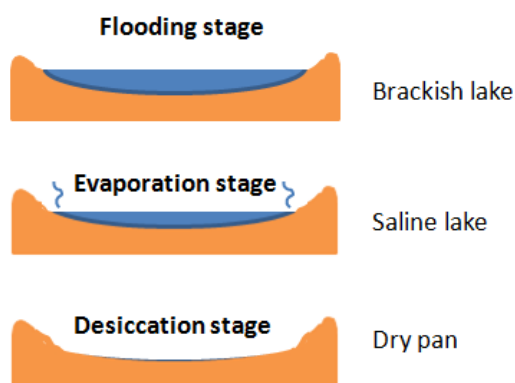 Flooding stage
Brackish lake
Evaporation stage
Saline lake
Desiccation stage
Dry pan